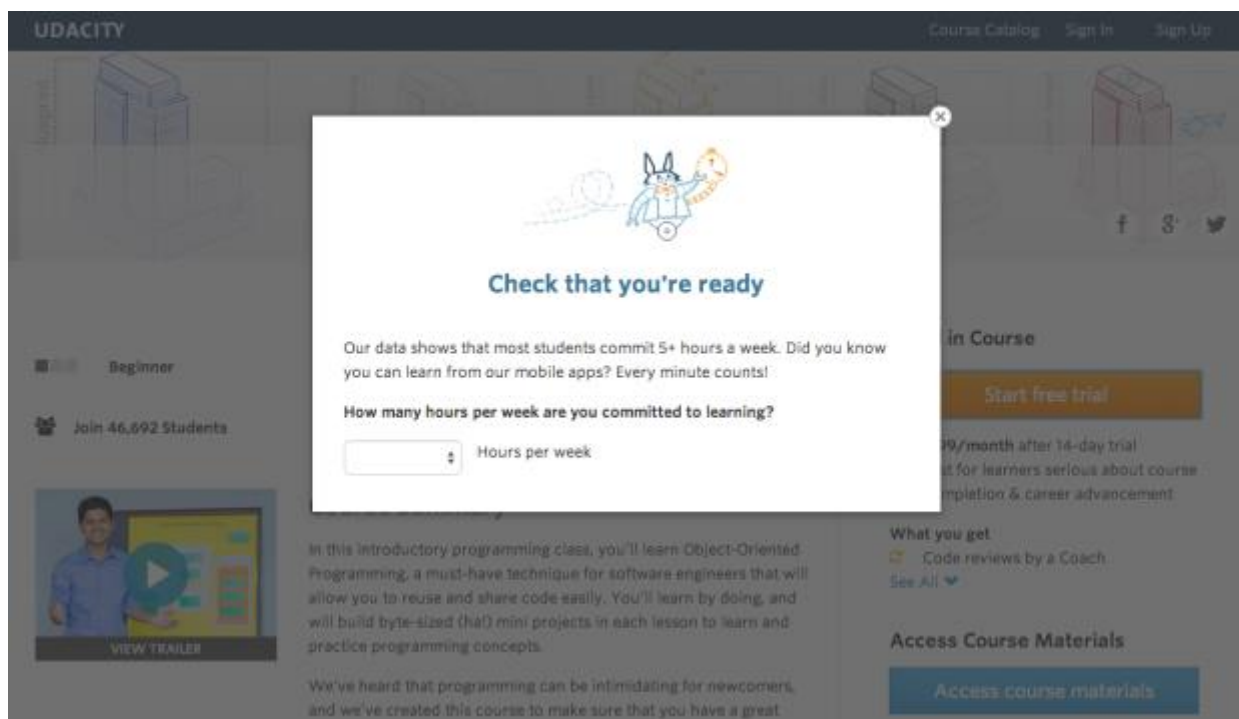 UDACITY
Course Catalog Sign In Sign Up
Check that you're ready
Our data shows that most students commit 5+ hours a week. Did you know
you can learn from our mobile apps? Every minute counts!
How many hours per week are you committed to learning?
Hours per week
Beginner
Join 46,692 Students
VIEW TRAILER
In this introductory programming class, you'll learn Object-Oriented
Programming, a must-have technique for software engineers that will
allow you to reuse and share code easily. You'll learn by doing, and
will build byte-sized (ha!) mini projects in each lesson to learn and
practice programming concepts.
We've heard that programming can be intimidating for newcomers,
and we've created this course to make sure that you have a great
in Course
Start free trial
/month after 14-day trial
for learners serious about course
& career advancement
What you get
Code reviews by a Coach
See All
Access Course Materials
Access course materials